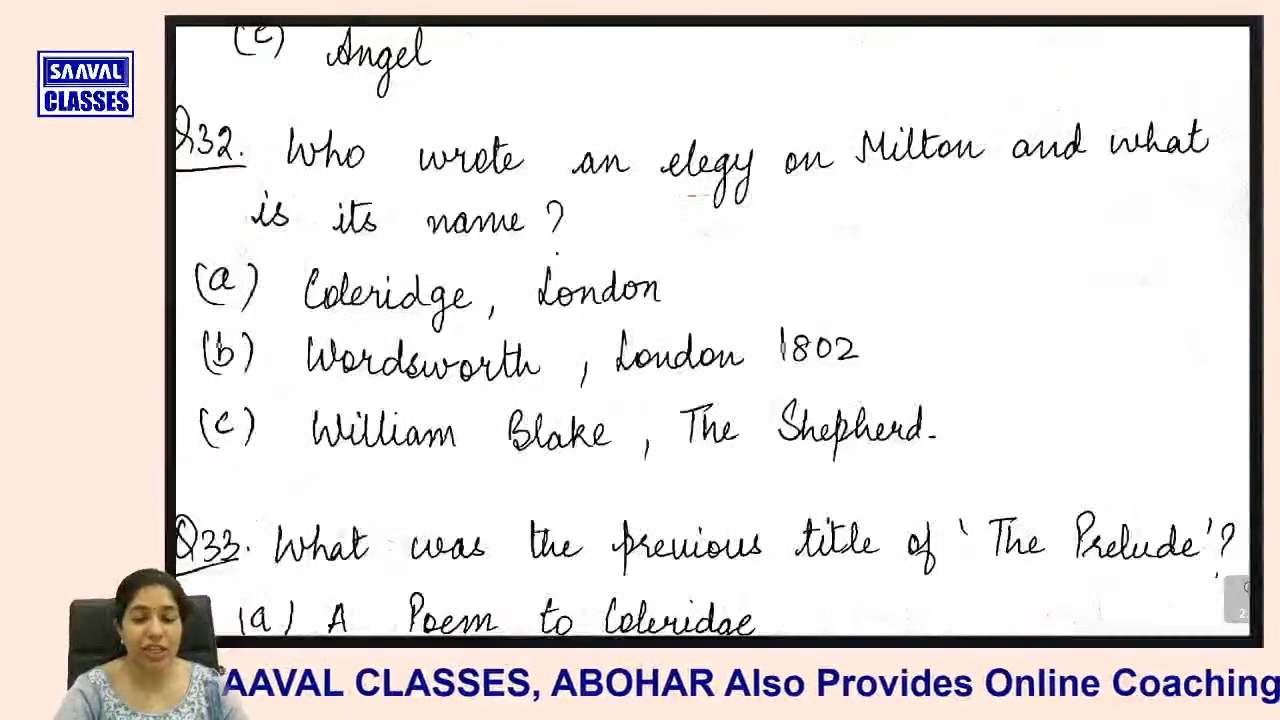 SAAVAL
CLASSES
(c) Angel
Q32. Who wrote an elegy on Milton and what
is its name?
(a) Coleridge, London
(b) Wordsworth, London 1802
(c) William Blake, The Shepherd.
Q33. What was the previous title of 'The Prelude'?
(a) A Poem to Coleridge
AAVAL CLASSES, ABOHAR Also Provides Online Coaching